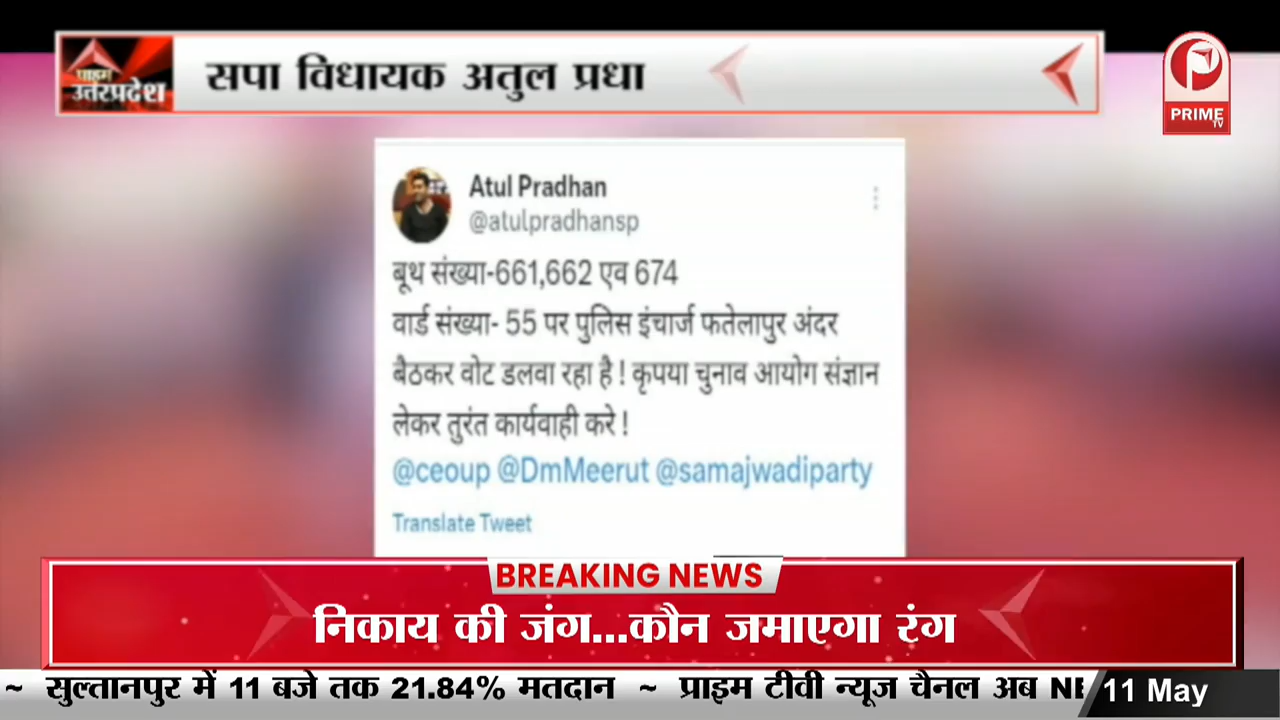 प्राइम
उत्तरप्रदेश
सपा विधायक अतुल प्रधा
PRIME
TV
Atul Pradhan
@atulpradhansp
बूथ संख्या-661,662 एव 674
वार्ड संख्या- 55 पर पुलिस इंचार्ज फतेलापुर अंदर
बैठकर वोट डलवा रहा है ! कृपया चुनाव आयोग संज्ञान
लेकर तुरंत कार्यवाही करे !
@ceoup @DmMeerut @samajwadiparty
Translate Tweet
BREAKING NEWS
निकाय की जंग...कौन जमाएगा रंग
~ सुल्तानपुर में 11 बजे तक 21.84% मतदान ~ प्राइम टीवी न्यूज चैनल अब NE
11 May